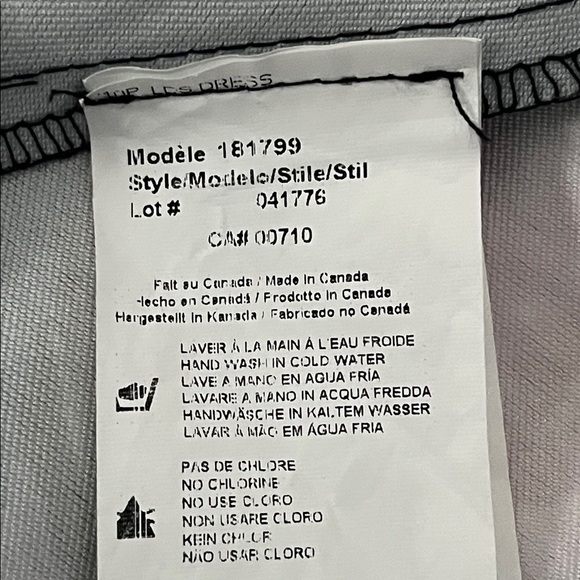 LCS DRESS
Modèle 181799
Style/Modelo/Stile/Stil
Lot # 041776
CA# 00710
Fait au Canada / Made In Canada
Hecho en Canadá / Prodotto In Canada
Hergestellt In Kanada / Fabricado no Canadá
LAVER À LA MAIN À L'EAU FROIDE
HAND WASH IN COLD WATER
LAVE A MANO EN AGUA FRÍA
LAVARE A MANO IN ACQUA FREDDA
HANDWÄSCHE IN KALTEM WASSER
LAVAR À MÃO EM ÁGUA FRIA
PAS DE CHLORE
NO CHLORINE
NO USE CLORO
NON USARE CLORO
KEIN CHLOR
NÃO USAR CLORO